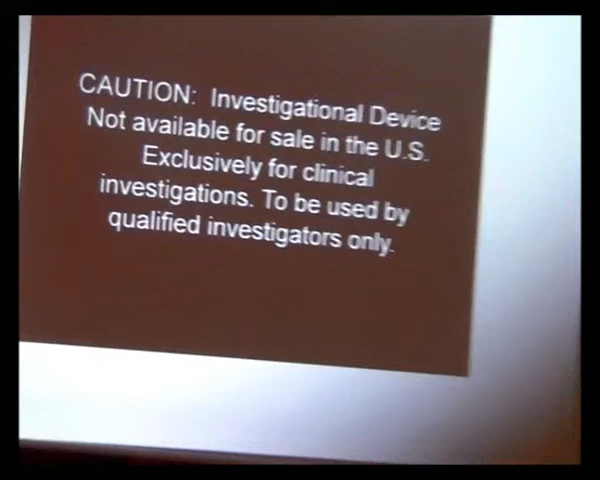 CAUTION: Investigational Device
Not available for sale in the U.S.
Exclusively for clinical
investigations. To be used by
qualified investigators only.